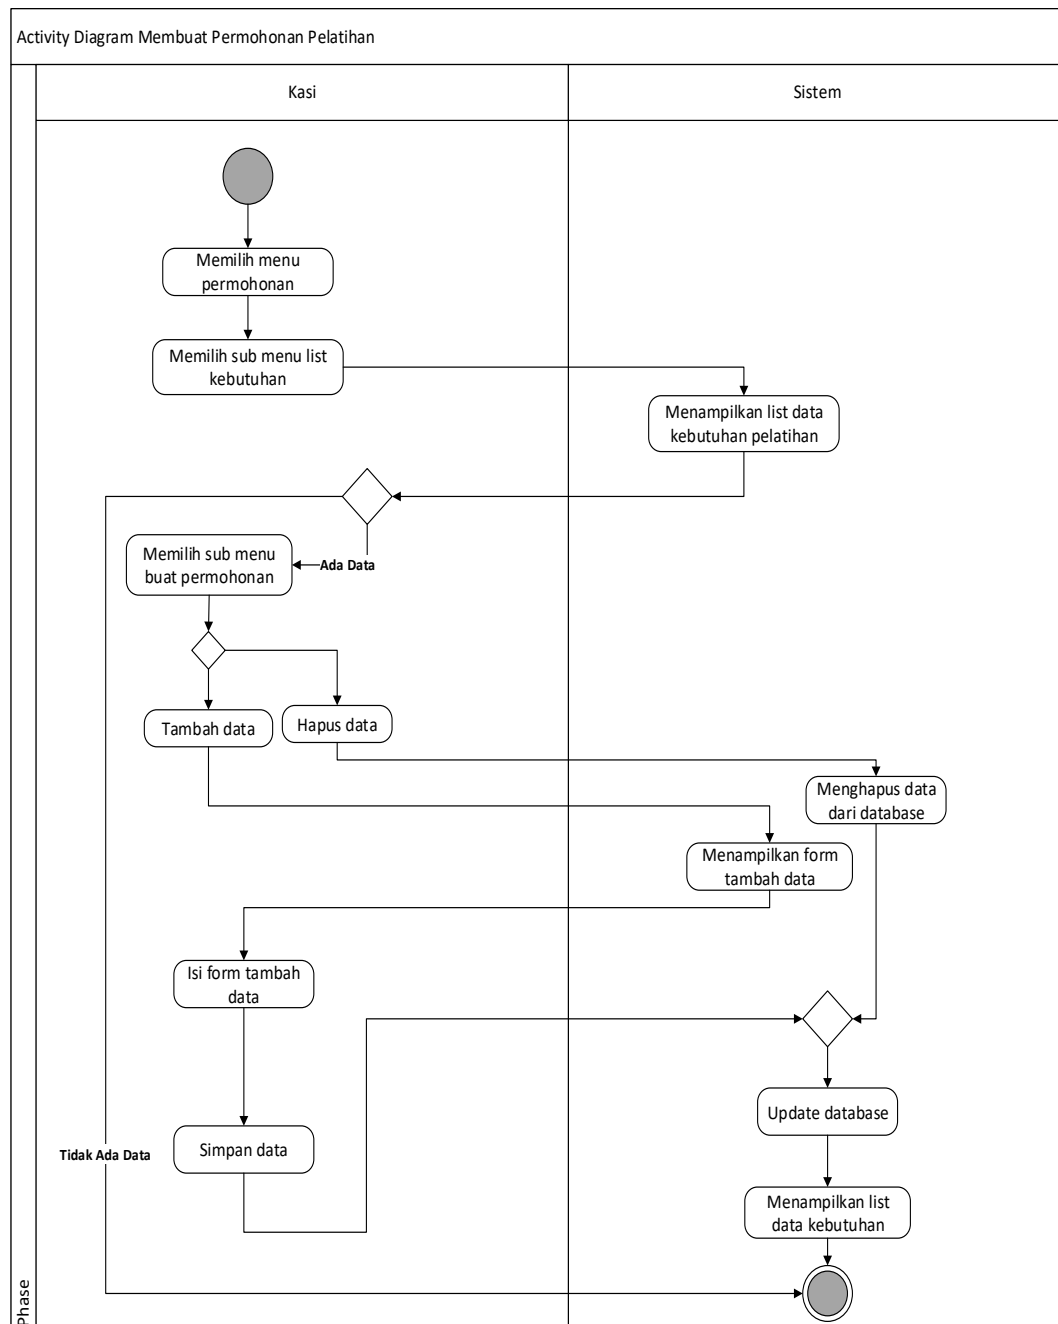 Activity Diagram Membuat Permohonan Pelatihan
Kasi
Sistem
Memilih menu
permohonan
Memilih sub menu list
kebutuhan
Menampilkan list data
kebutuhan pelatihan
Memilih sub menu
buat permohonan
Ada Data
Tambah data
Hapus data
Menghapus data
dari database
Menampilkan form
tambah data
Isi form tambah
data
Update database
Simpan data
Tidak Ada Data
Menampilkan list
data kebutuhan
Phase